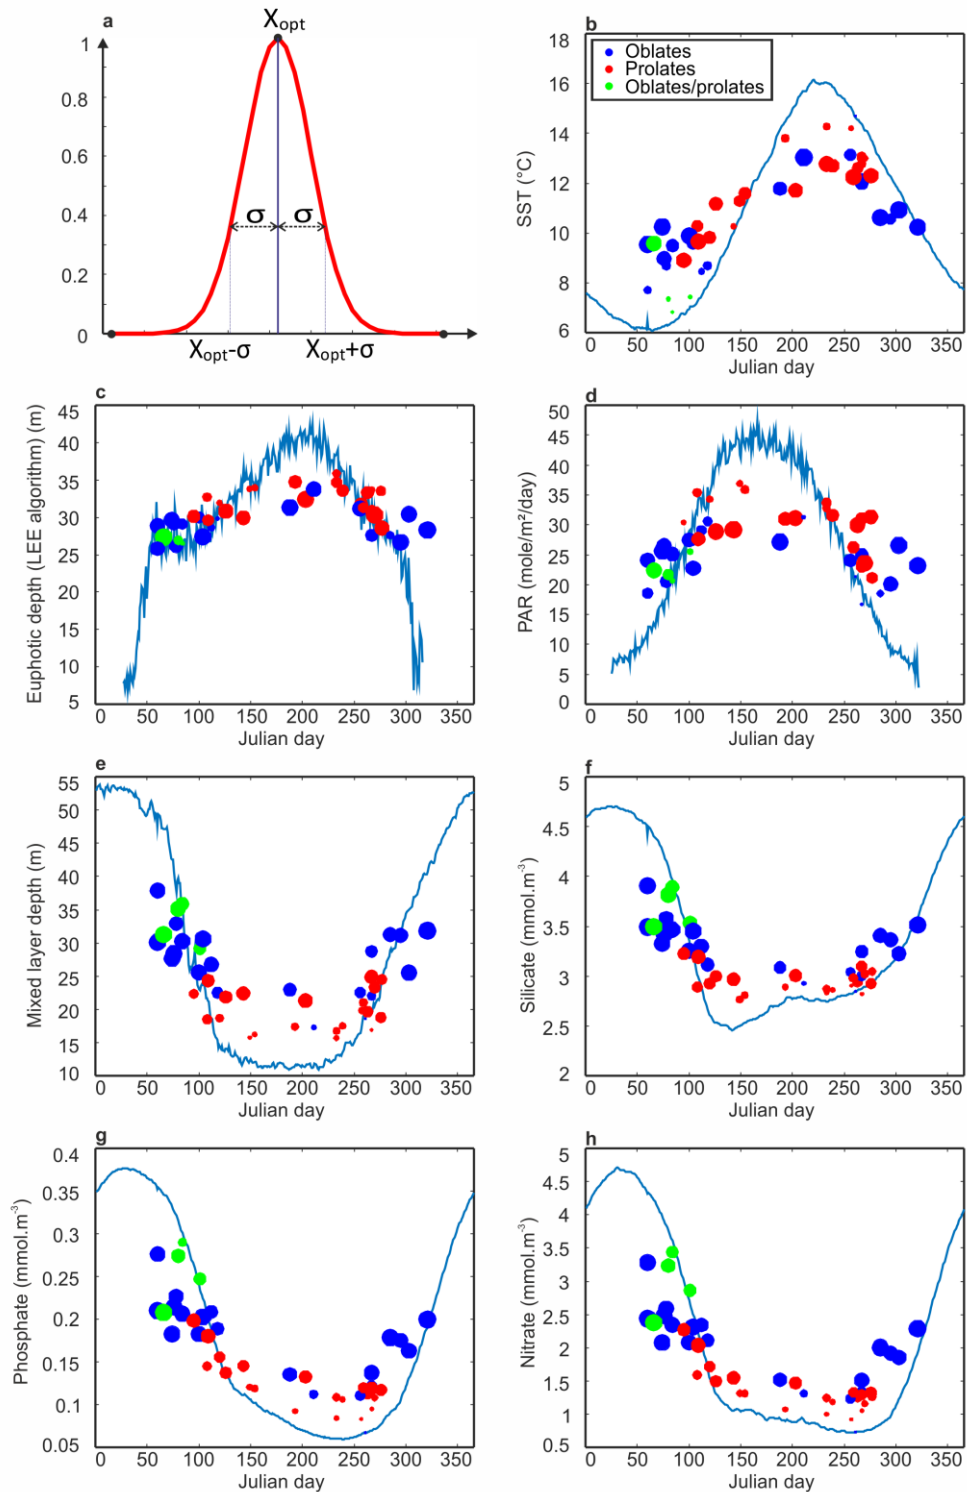 a
X_opt
1
0.8
0.6
0.4
0.2
0
σ σ
X_opt-σ X_opt+σ
b
18
16
14
12
10
8
6
SST (°C)
Oblates
Prolates
Oblates/prolates
0 50 100 150 200 250 300 350
Julian day
c
45
40
35
30
25
20
15
10
5
Euphotic depth (LEE algorithm) (m)
0 50 100 150 200 250 300 350
Julian day
d
50
45
40
35
30
25
20
15
10
5
0
PAR (mole/m²/day)
0 50 100 150 200 250 300 350
Julian day
e
55
50
45
40
35
30
25
20
15
10
Mixed layer depth (m)
0 50 100 150 200 250 300 350
Julian day
f
5
4.5
4
3.5
3
2.5
2
Silicate (mmol.m⁻³)
0 50 100 150 200 250 300 350
Julian day
g
0.4
0.35
0.3
0.25
0.2
0.15
0.1
0.05
Phosphate (mmol.m⁻³)
0 50 100 150 200 250 300 350
Julian day
h
5
4.5
4
3.5
3
2.5
2
1.5
1
0.5
Nitrate (mmol.m⁻³)
0 50 100 150 200 250 300 350
Julian day